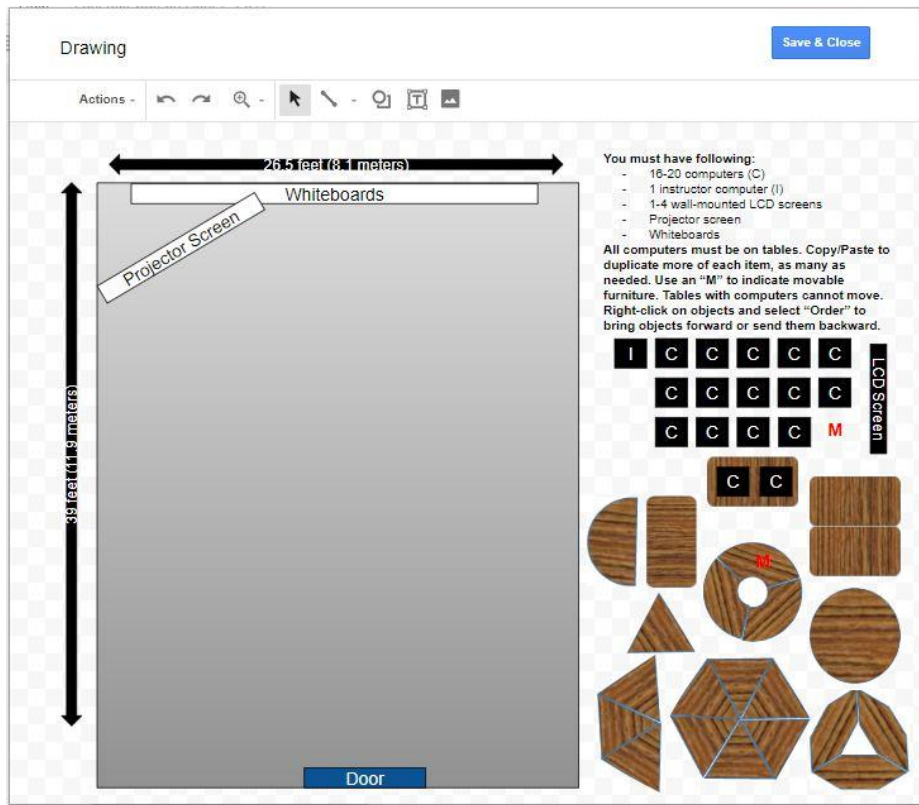 Drawing
Save & Close
Actions -
26.5 feet (8.1 meters)
Whiteboards
Projector Screen
39 feet (11.9 meters)
Door
You must have following:
- 16-20 computers (C)
- 1 instructor computer (I)
- 1-4 wall-mounted LCD screens
- Projector screen
- Whiteboards
All computers must be on tables. Copy/Paste to
duplicate more of each item, as many as
needed. Use an “M” to indicate movable
furniture. Tables with computers cannot move.
Right-click on objects and select “Order” to
bring objects forward or send them backward.
I C C C C C
C C C C C
C C C C M
LCD Screen
C C
M